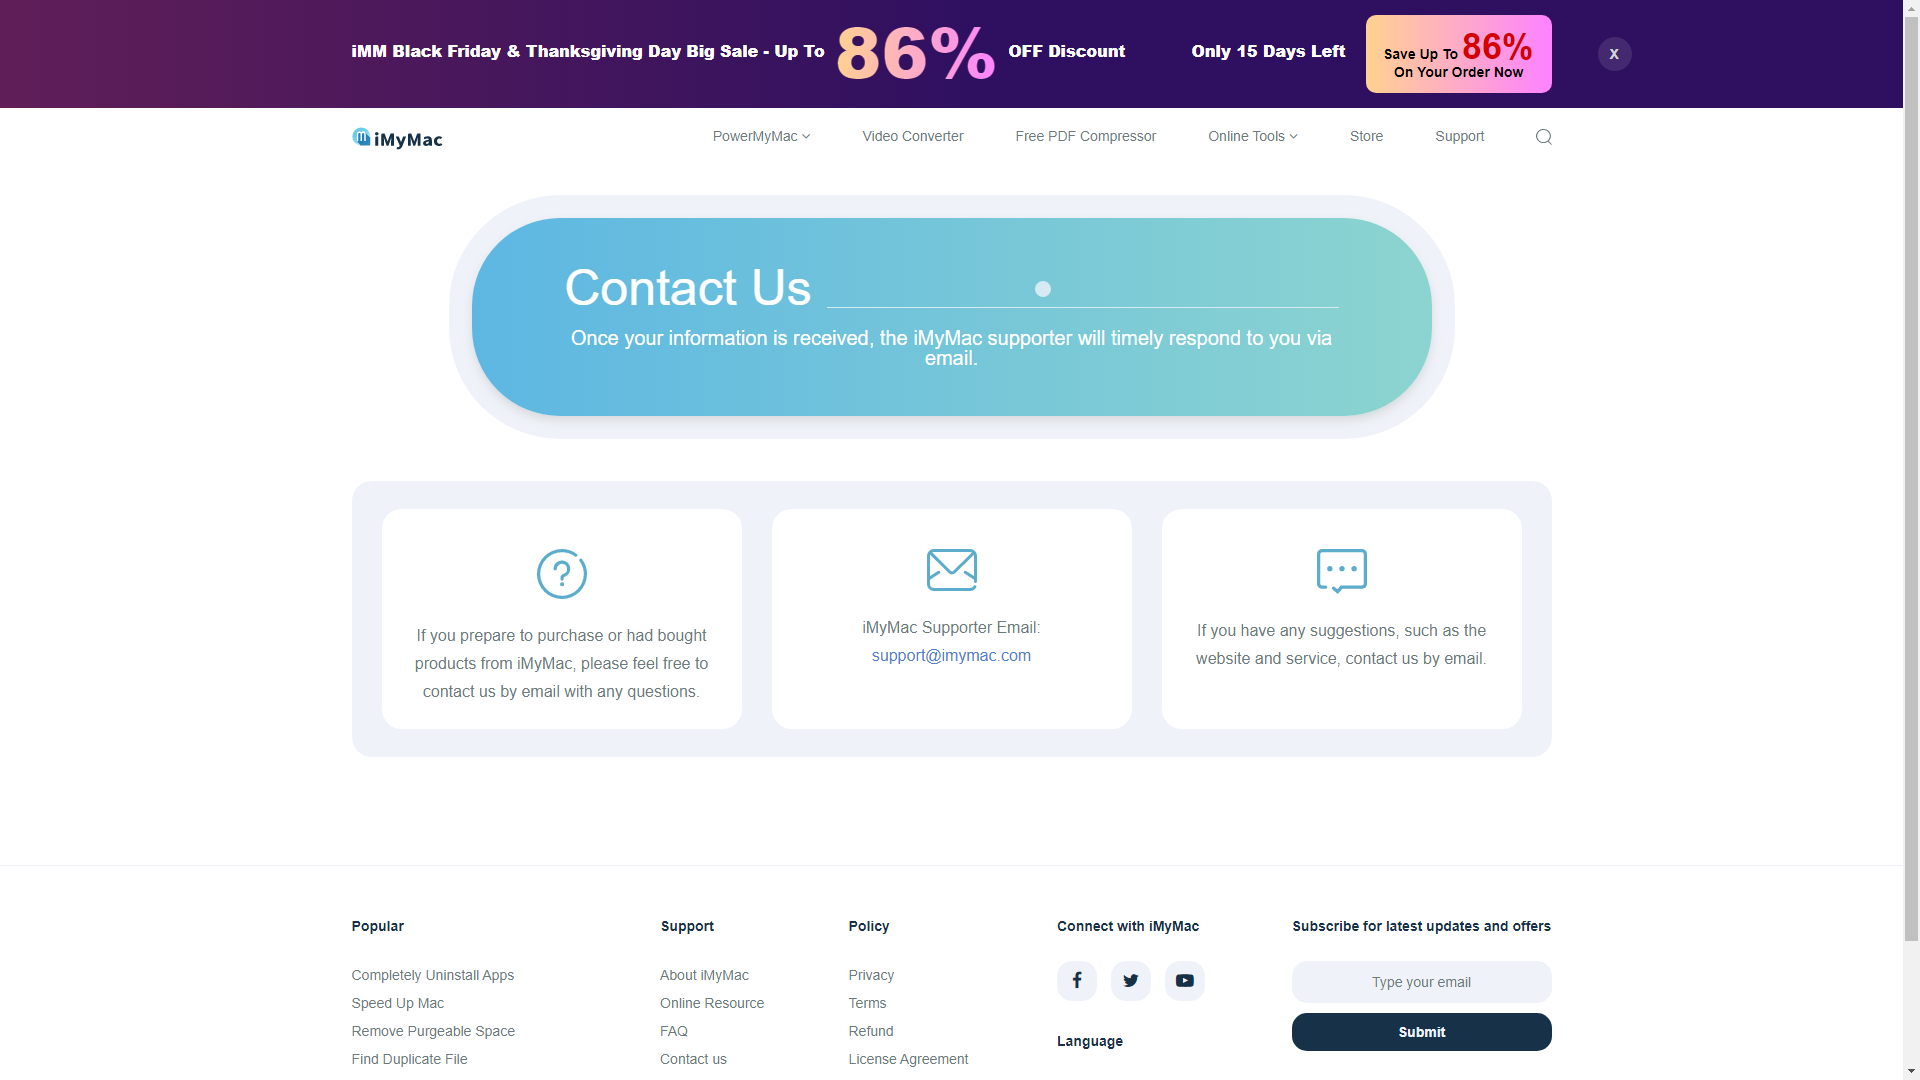 iMM Black Friday & Thanksgiving Day Big Sale - Up To 86% OFF Discount
Only 15 Days Left
Save Up To 86%
On Your Order Now
X
iMyMac
PowerMyMac
Video Converter
Free PDF Compressor
Online Tools
Store
Support
Contact Us
Once your information is received, the iMyMac supporter will timely respond to you via
email.
If you prepare to purchase or had bought
products from iMyMac, please feel free to
contact us by email with any questions.
iMyMac Supporter Email:
support@imymac.com
If you have any suggestions, such as the
website and service, contact us by email.
Popular
Completely Uninstall Apps
Speed Up Mac
Remove Purgeable Space
Find Duplicate File
Support
About iMyMac
Online Resource
FAQ
Contact us
Policy
Privacy
Terms
Refund
License Agreement
Connect with iMyMac
Language
Subscribe for latest updates and offers
Type your email
Submit